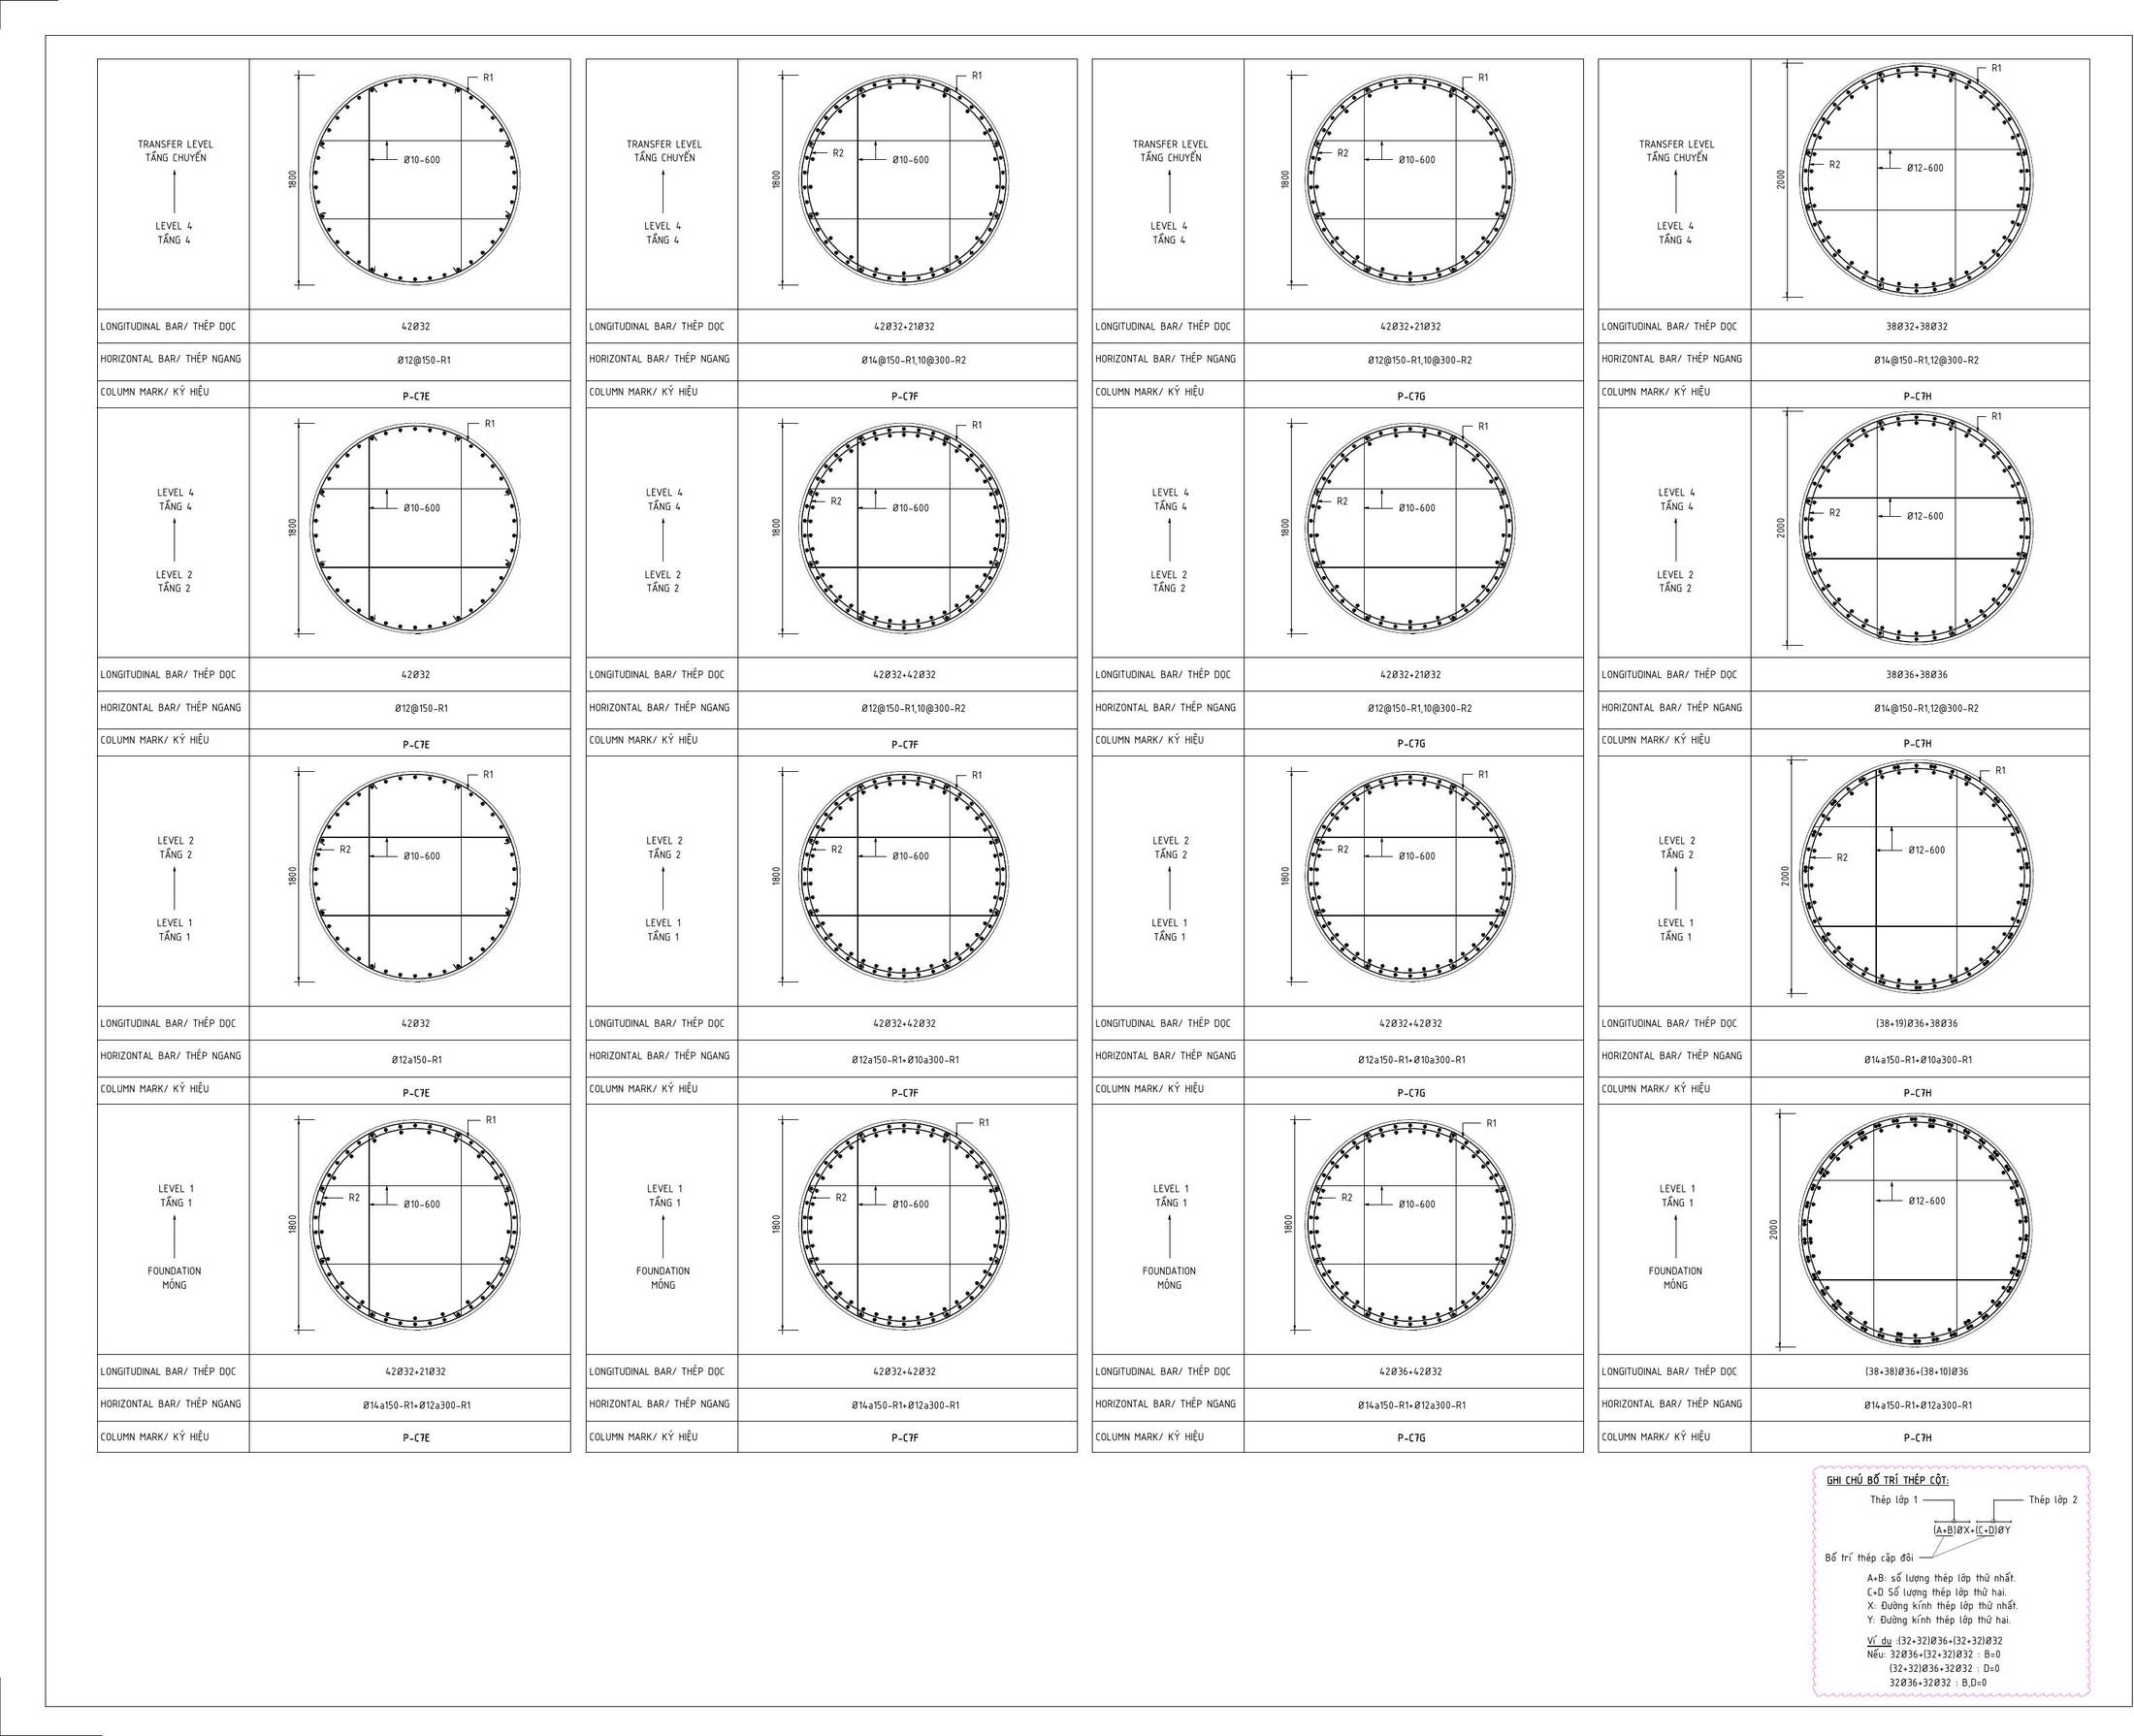 R1
TRANSFER LEVEL
TẦNG CHUYỂN
1800
Ø10-600
LEVEL 4
TẦNG 4
LONGITUDINAL BAR/ THÉP DỌC
42Ø32
HORIZONTAL BAR/ THÉP NGANG
Ø12@150-R1
COLUMN MARK/ KÝ HIỆU
P-C7E
R1
LEVEL 4
TẦNG 4
1800
Ø10-600
LEVEL 2
TẦNG 2
LONGITUDINAL BAR/ THÉP DỌC
42Ø32
HORIZONTAL BAR/ THÉP NGANG
Ø12@150-R1
COLUMN MARK/ KÝ HIỆU
P-C7E
R1
LEVEL 2
TẦNG 2
R2
1800
Ø10-600
LEVEL 1
TẦNG 1
LONGITUDINAL BAR/ THÉP DỌC
42Ø32
HORIZONTAL BAR/ THÉP NGANG
Ø12a150-R1
COLUMN MARK/ KÝ HIỆU
P-C7E
R1
LEVEL 1
TẦNG 1
R2
1800
Ø10-600
FOUNDATION
MÓNG
LONGITUDINAL BAR/ THÉP DỌC
42Ø32+21Ø32
HORIZONTAL BAR/ THÉP NGANG
Ø14a150-R1+Ø12a300-R1
COLUMN MARK/ KÝ HIỆU
P-C7E
R1
TRANSFER LEVEL
TẦNG CHUYỂN
R2
1800
Ø10-600
LEVEL 4
TẦNG 4
LONGITUDINAL BAR/ THÉP DỌC
42Ø32+21Ø32
HORIZONTAL BAR/ THÉP NGANG
Ø14@150-R1,10@300-R2
COLUMN MARK/ KÝ HIỆU
P-C7F
R1
LEVEL 4
TẦNG 4
R2
1800
Ø10-600
LEVEL 2
TẦNG 2
LONGITUDINAL BAR/ THÉP DỌC
42Ø32+42Ø32
HORIZONTAL BAR/ THÉP NGANG
Ø12@150-R1,10@300-R2
COLUMN MARK/ KÝ HIỆU
P-C7F
R1
LEVEL 2
TẦNG 2
R2
1800
Ø10-600
LEVEL 1
TẦNG 1
LONGITUDINAL BAR/ THÉP DỌC
42Ø32+42Ø32
HORIZONTAL BAR/ THÉP NGANG
Ø12a150-R1+Ø10a300-R1
COLUMN MARK/ KÝ HIỆU
P-C7F
R1
LEVEL 1
TẦNG 1
R2
1800
Ø10-600
FOUNDATION
MÓNG
LONGITUDINAL BAR/ THÉP DỌC
42Ø32+42Ø32
HORIZONTAL BAR/ THÉP NGANG
Ø14a150-R1+Ø12a300-R1
COLUMN MARK/ KÝ HIỆU
P-C7F
R1
TRANSFER LEVEL
TẦNG CHUYỂN
R2
1800
Ø10-600
LEVEL 4
TẦNG 4
LONGITUDINAL BAR/ THÉP DỌC
42Ø32+21Ø32
HORIZONTAL BAR/ THÉP NGANG
Ø12@150-R1,10@300-R2
COLUMN MARK/ KÝ HIỆU
P-C7G
R1
LEVEL 4
TẦNG 4
R2
1800
Ø10-600
LEVEL 2
TẦNG 2
LONGITUDINAL BAR/ THÉP DỌC
42Ø32+21Ø32
HORIZONTAL BAR/ THÉP NGANG
Ø12@150-R1,10@300-R2
COLUMN MARK/ KÝ HIỆU
P-C7G
R1
LEVEL 2
TẦNG 2
R2
1800
Ø10-600
LEVEL 1
TẦNG 1
LONGITUDINAL BAR/ THÉP DỌC
42Ø32+42Ø32
HORIZONTAL BAR/ THÉP NGANG
Ø12a150-R1+Ø10a300-R1
COLUMN MARK/ KÝ HIỆU
P-C7G
R1
LEVEL 1
TẦNG 1
R2
1800
Ø10-600
FOUNDATION
MÓNG
LONGITUDINAL BAR/ THÉP DỌC
42Ø36+42Ø32
HORIZONTAL BAR/ THÉP NGANG
Ø14a150-R1+Ø12a300-R1
COLUMN MARK/ KÝ HIỆU
P-C7G
R1
TRANSFER LEVEL
TẦNG CHUYỂN
R2
2000
Ø12-600
LEVEL 4
TẦNG 4
LONGITUDINAL BAR/ THÉP DỌC
38Ø32+38Ø32
HORIZONTAL BAR/ THÉP NGANG
Ø14@150-R1,12@300-R2
COLUMN MARK/ KÝ HIỆU
P-C7H
R1
LEVEL 4
TẦNG 4
R2
2000
Ø12-600
LEVEL 2
TẦNG 2
LONGITUDINAL BAR/ THÉP DỌC
38Ø36+38Ø36
HORIZONTAL BAR/ THÉP NGANG
Ø14@150-R1,12@300-R2
COLUMN MARK/ KÝ HIỆU
P-C7H
R1
LEVEL 2
TẦNG 2
R2
2000
Ø12-600
LEVEL 1
TẦNG 1
LONGITUDINAL BAR/ THÉP DỌC
(38+19)Ø36+38Ø36
HORIZONTAL BAR/ THÉP NGANG
Ø14a150-R1+Ø10a300-R1
COLUMN MARK/ KÝ HIỆU
P-C7H
LEVEL 1
TẦNG 1
2000
Ø12-600
FOUNDATION
MÓNG
LONGITUDINAL BAR/ THÉP DỌC
(38+38)Ø36+(38+10)Ø36
HORIZONTAL BAR/ THÉP NGANG
Ø14a150-R1+Ø12a300-R1
COLUMN MARK/ KÝ HIỆU
P-C7H
GHI CHÚ BỐ TRÍ THÉP CỘT:
Thép lớp 1
Thép lớp 2
(A+B)ØX+(C+D)ØY
Bố trí thép cặp đôi
A+B: số lượng thép lớp thứ nhất.
C+D Số lượng thép lớp thứ hai.
X: Đường kính thép lớp thứ nhất.
Y: Đường kính thép lớp thứ hai.
Ví dụ :(32+32)Ø36+(32+32)Ø32
Nếu: 32Ø36+(32+32)Ø32 : B=0
(32+32)Ø36+32Ø32 : D=0
32Ø36+32Ø32 : B,D=0